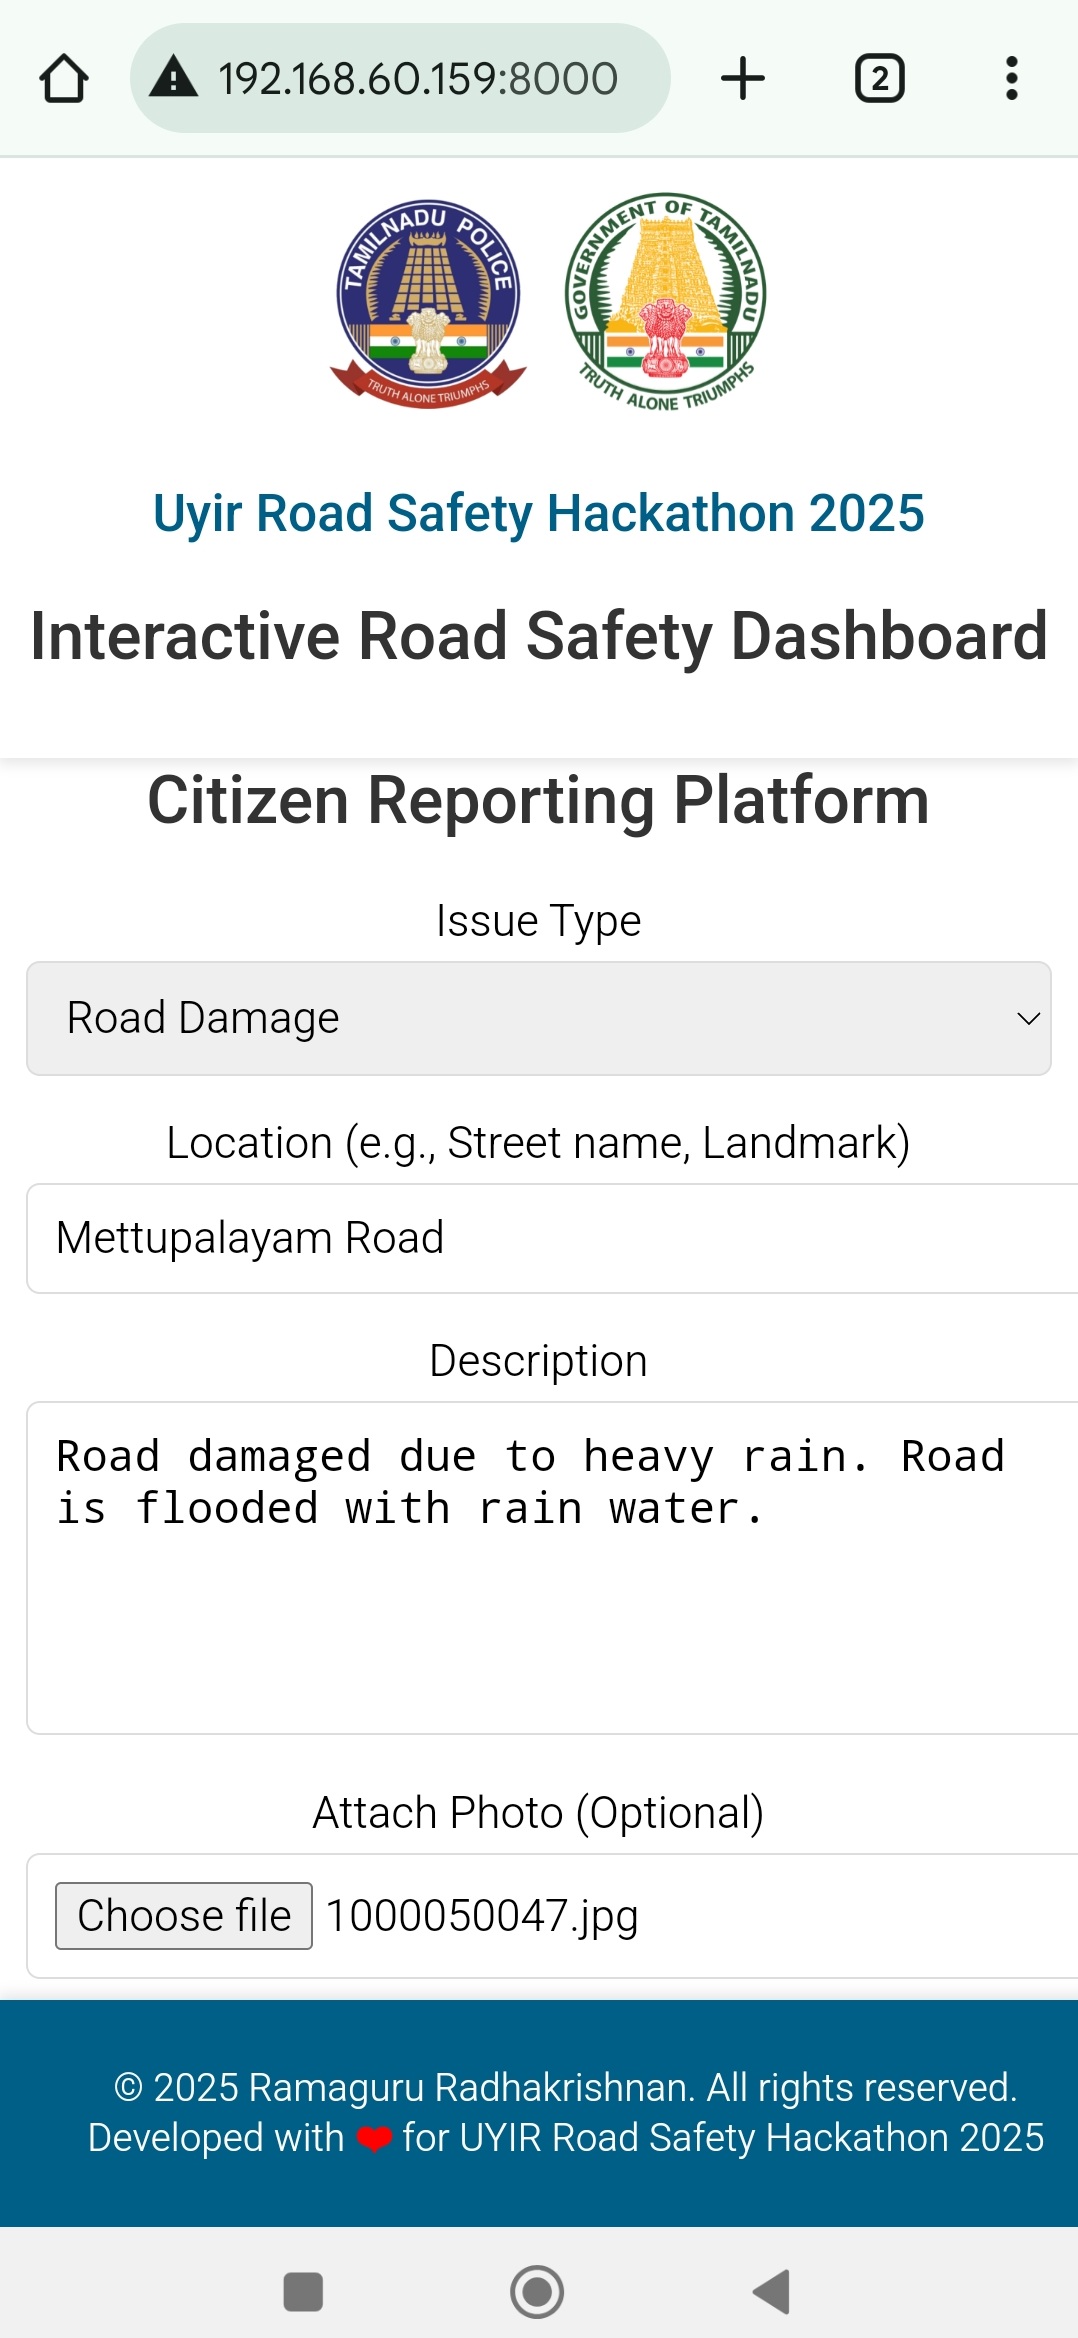 192.168.60.159:8000
2
TAMILNADU POLICE
TRUTH ALONE TRIUMPHS
GOVERNMENT OF TAMILNADU
TRUTH ALONE TRIUMPHS
Uyir Road Safety Hackathon 2025
Interactive Road Safety Dashboard
Citizen Reporting Platform
Issue Type
Road Damage
Location (e.g., Street name, Landmark)
Mettupalayam Road
Description
Road damaged due to heavy rain. Road
is flooded with rain water.
Attach Photo (Optional)
Choose file 1000050047.jpg
© 2025 Ramaguru Radhakrishnan. All rights reserved.
Developed with ❤ for UYIR Road Safety Hackathon 2025